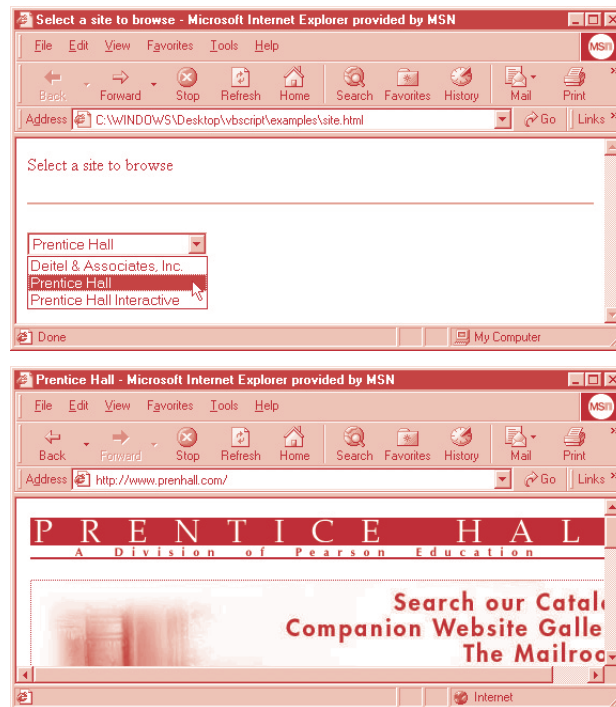 Select a site to browse - Microsoft Internet Explorer provided by MSN
File Edit View Favorites Tools Help
MSN
Back Forward Stop Refresh Home Search Favorites History Mail Print »
Address C:\WINDOWS\Desktop\vbscript\examples\site.html Go Links »
Select a site to browse
Prentice Hall
Deitel & Associates, Inc.
Prentice Hall
Prentice Hall Interactive
Done My Computer
Prentice Hall - Microsoft Internet Explorer provided by MSN
File Edit View Favorites Tools Help
MSN
Back Forward Stop Refresh Home Search Favorites History Mail Print »
Address http://www.prenhall.com/ Go Links »
PRENTICE HAL
A Division of Pearson Education
Search our Catal
Companion Website Galle
The Mailroo
Internet